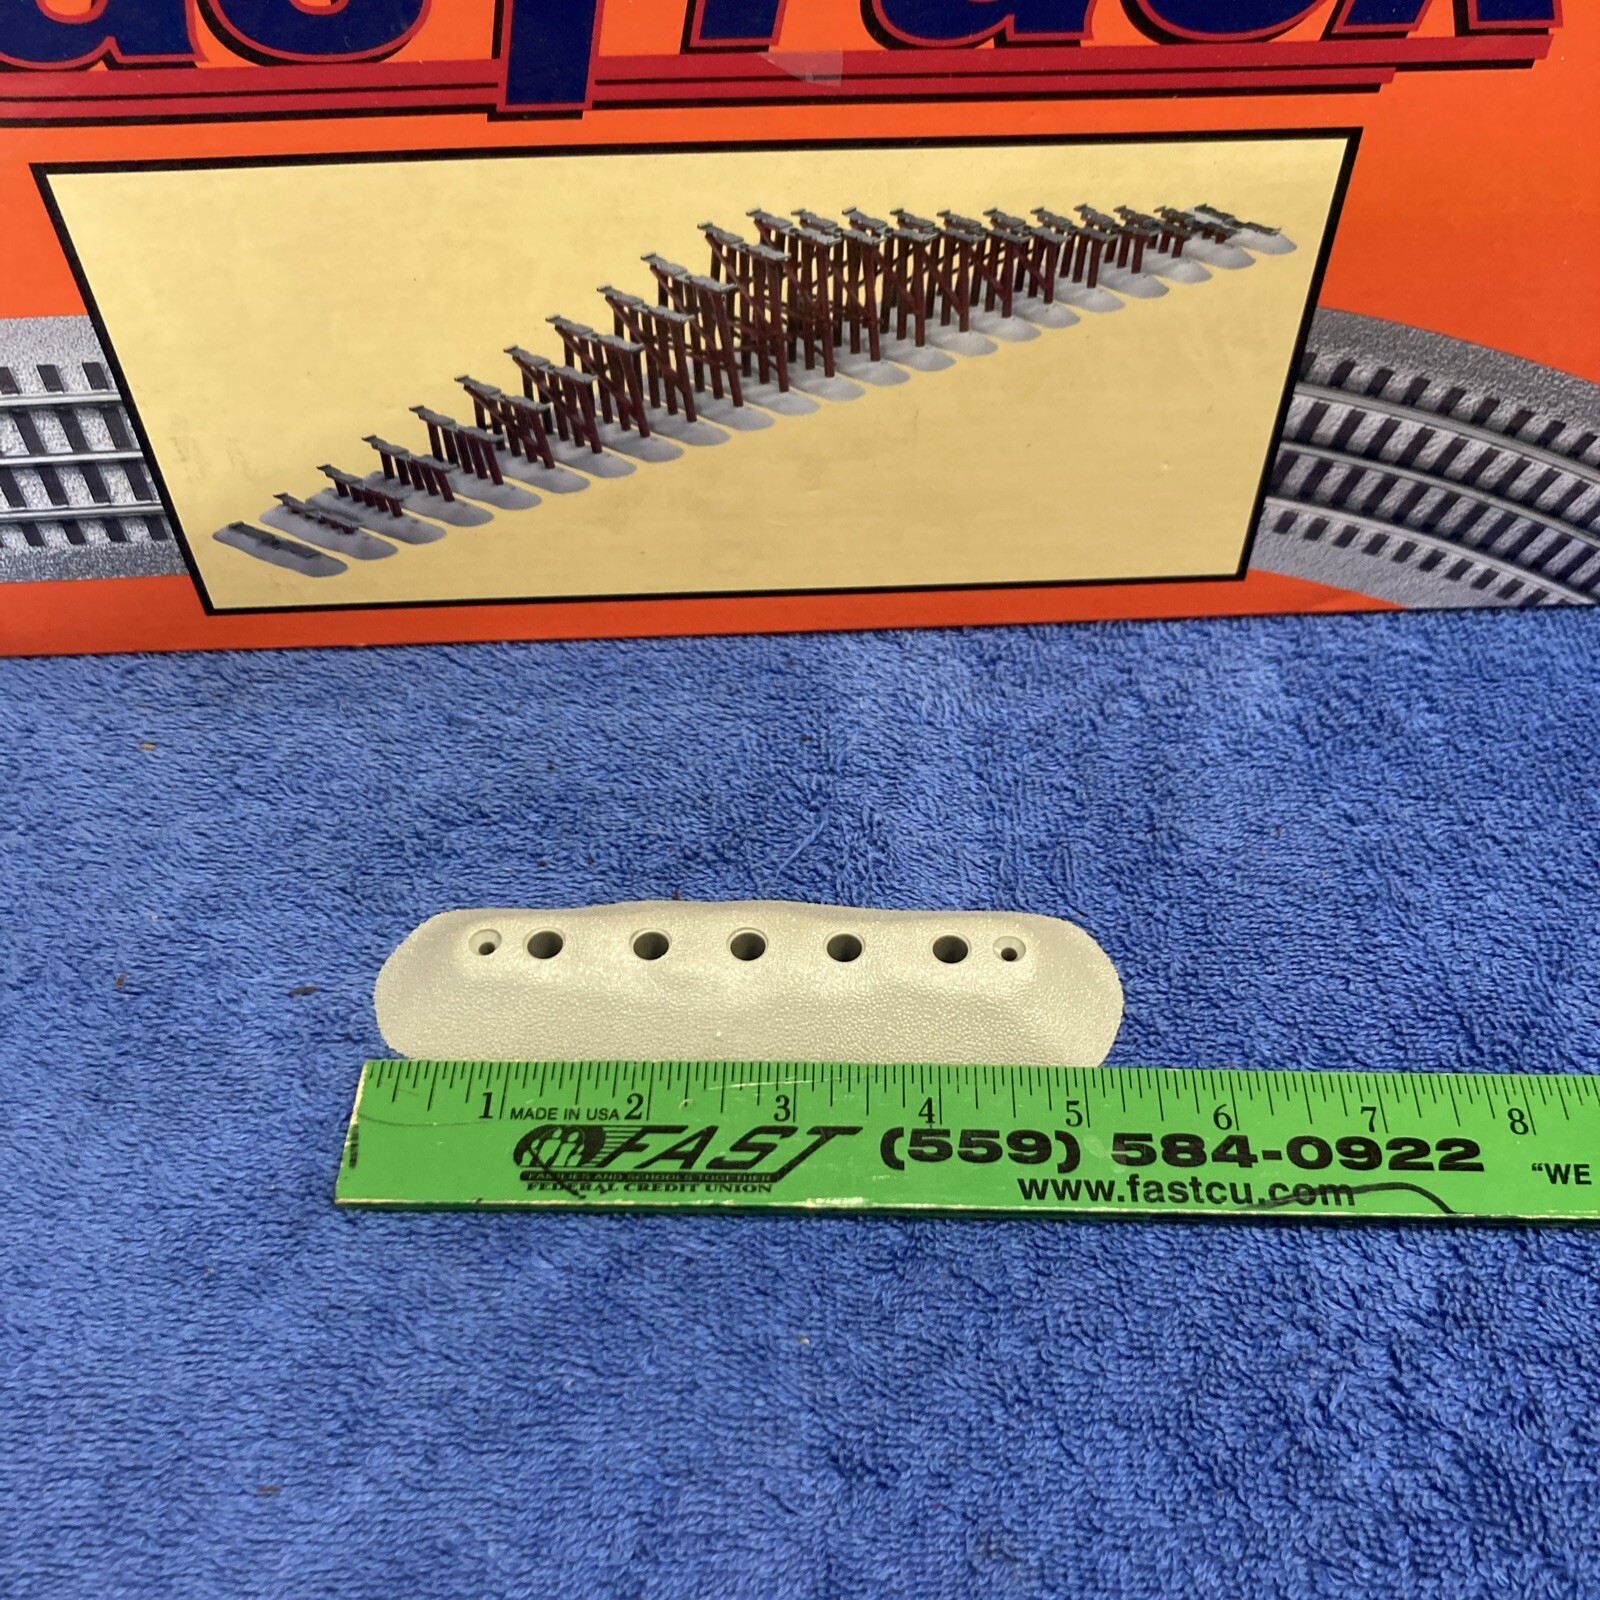 1 MADE IN USA 2 3 4 5 6 7 8
FAST (559) 584-0922
FAMILIES AND SCHOOLS TOGETHER
FEDERAL CREDIT UNION
www.fastcu.com
"WE